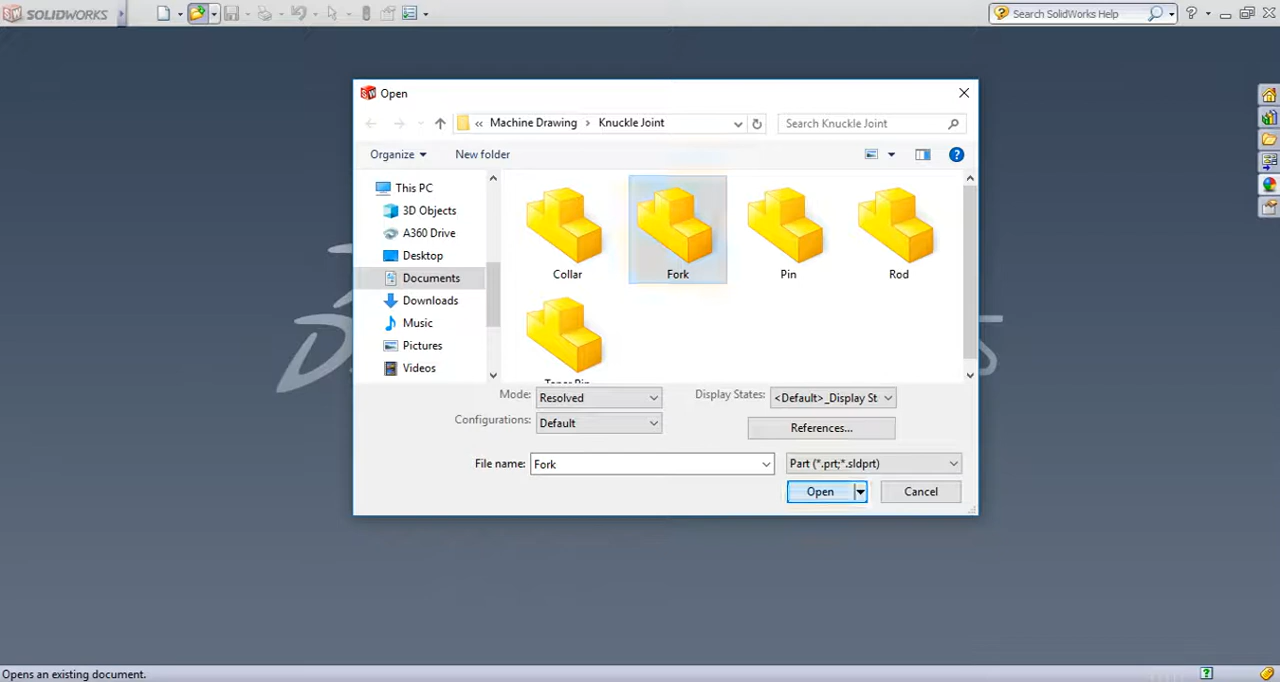 SOLIDWORKS
Search SolidWorks Help
Open
« Machine Drawing › Knuckle Joint
Search Knuckle Joint
Organize
New folder
This PC
3D Objects
A360 Drive
Desktop
Documents
Downloads
Music
Pictures
Videos
Collar
Fork
Pin
Rod
Mode:
Resolved
Display States:
<Default>_Display St
Configurations:
Default
References...
File name:
Fork
Part (*.prt;*.sldprt)
Open
Cancel
Opens an existing document.